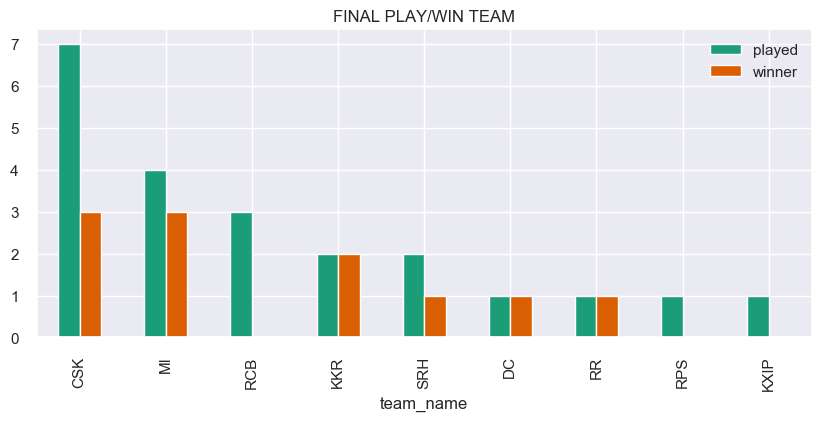 FINAL PLAY/WIN TEAM
played
winner
7
6
5
4
3
2
1
0
CSK
MI
RCB
KKR
SRH
DC
RR
RPS
KXIP
team_name